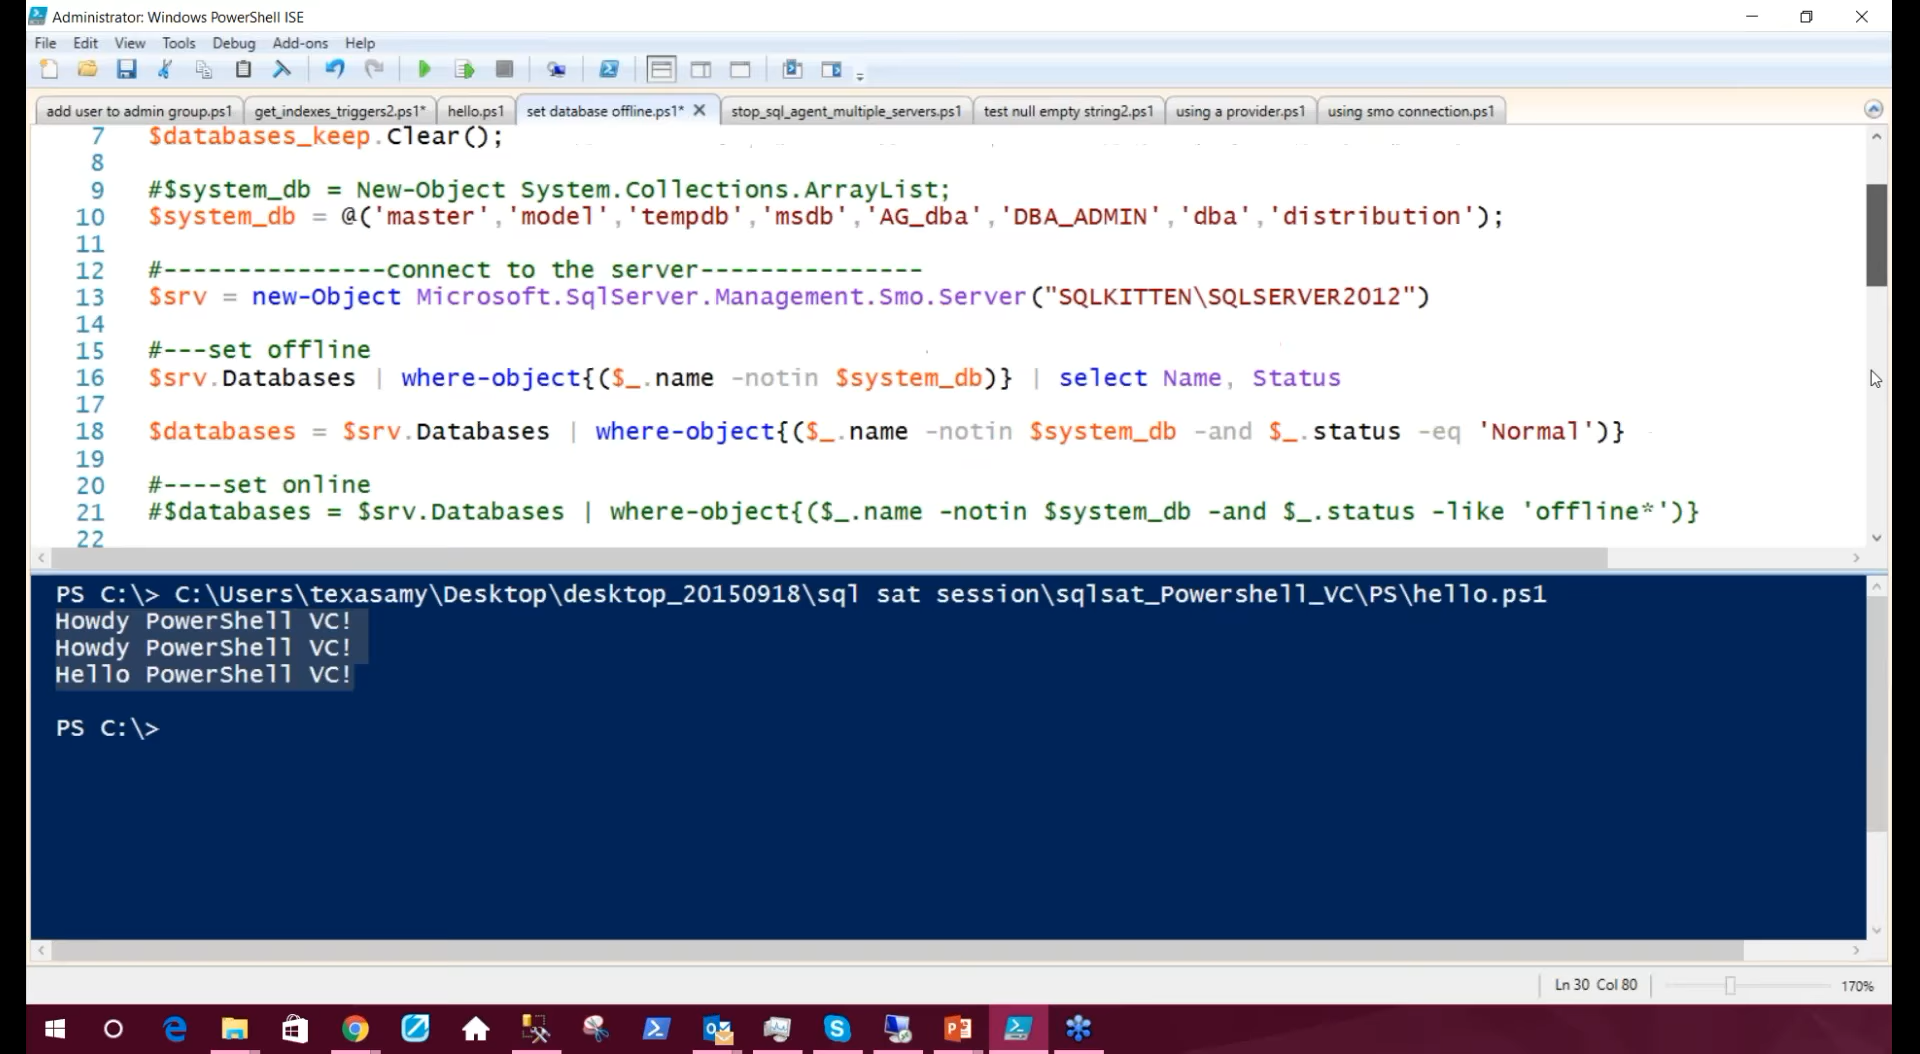 Administrator: Windows PowerShell ISE
File Edit View Tools Debug Add-ons Help
add user to admin group.ps1 get_indexes_triggers2.ps1* hello.ps1 set database offline.ps1* stop_sql_agent_multiple_servers.ps1 test null empty string2.ps1 using a provider.ps1 using smo connection.ps1
7 $databases_keep.Clear();
8
9 #$system_db = New-Object System.Collections.ArrayList;
10 $system_db = @('master','model','tempdb','msdb','AG_dba','DBA_ADMIN','dba','distribution');
11
12 #---------------connect to the server---------------
13 $srv = new-Object Microsoft.SqlServer.Management.Smo.Server("SQLKITTEN\SQLSERVER2012")
14
15 #---set offline
16 $srv.Databases | where-object{($_.name -notin $system_db)} | select Name, Status
17
18 $databases = $srv.Databases | where-object{($_.name -notin $system_db -and $_.status -eq 'Normal')}
19
20 #----set online
21 #$databases = $srv.Databases | where-object{($_.name -notin $system_db -and $_.status -like 'offline*')}
22
PS C:\> C:\Users\texasamy\Desktop\desktop_20150918\sql sat session\sqlsat_Powershell_VC\PS\hello.ps1
Howdy PowerShell VC!
Howdy PowerShell VC!
Hello PowerShell VC!
PS C:\>
Ln 30 Col 80 170%